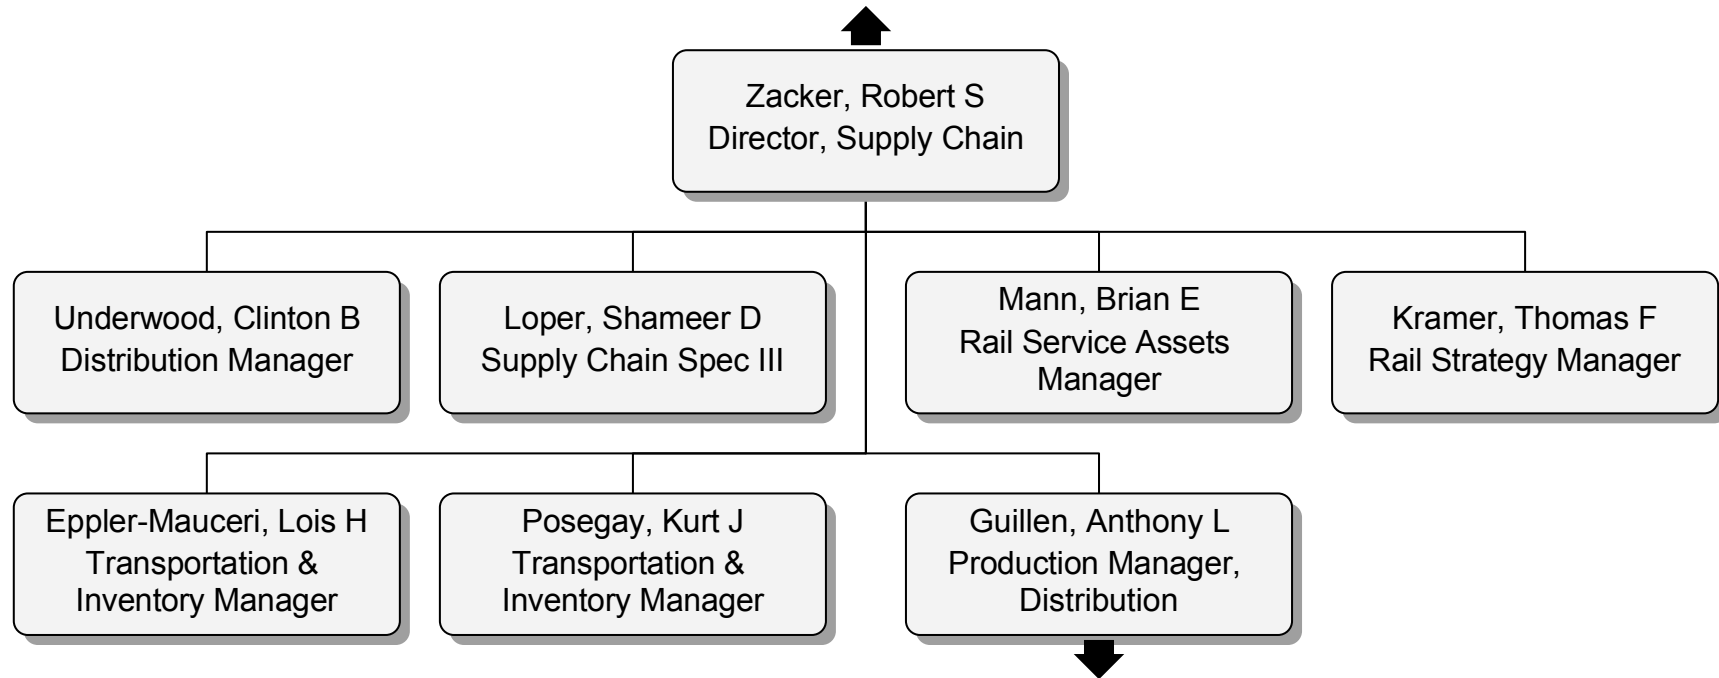 Zacker, Robert S
Director, Supply Chain
Underwood, Clinton B
Distribution Manager
Loper, Shameer D
Supply Chain Spec III
Mann, Brian E
Rail Service Assets
Manager
Kramer, Thomas F
Rail Strategy Manager
Eppler-Mauceri, Lois H
Transportation &
Inventory Manager
Posegay, Kurt J
Transportation &
Inventory Manager
Guillen, Anthony L
Production Manager,
Distribution